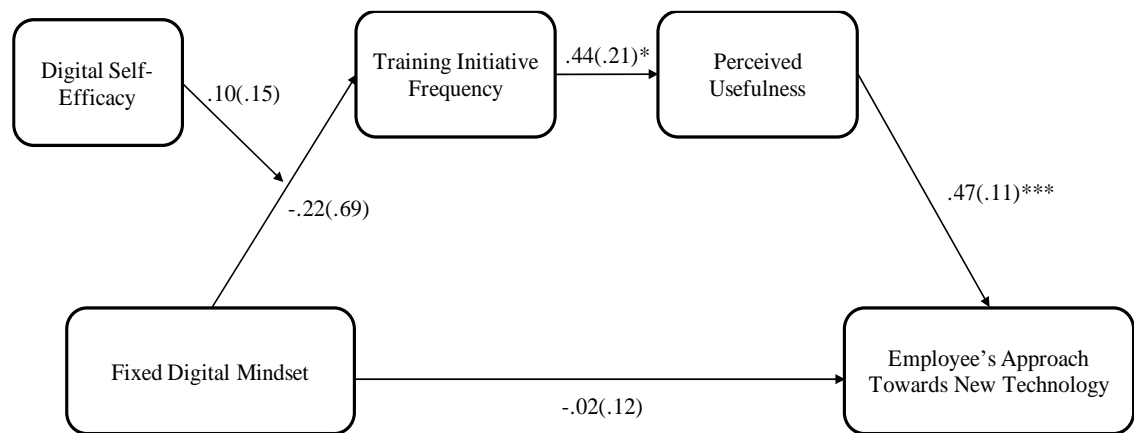 Digital Self-
Efficacy
.10(.15)
Training Initiative
Frequency
.44(.21)*
Perceived
Usefulness
-.22(.69)
.47(.11)***
Fixed Digital Mindset
-.02(.12)
Employee’s Approach
Towards New Technology